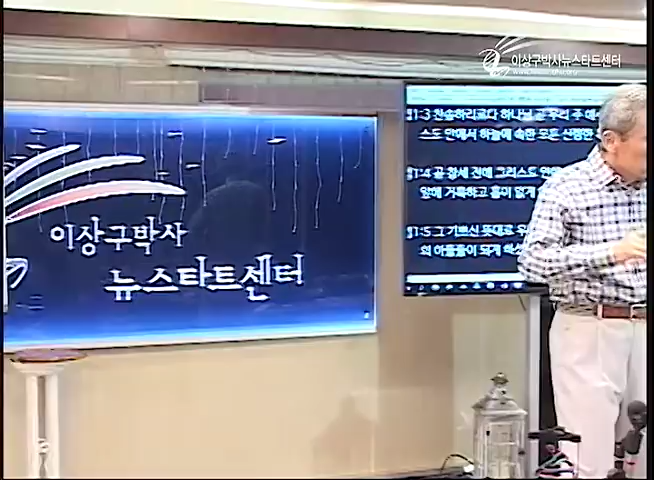 이상구박사뉴스타트센터
이상구박사
뉴스타트센터
1:3 찬송하리로다 하나님 곧 우리 주 예
스도 안에서 하늘에 속한 모든 신령한
1:4 곧 창세 전에 그리스도 안에
앞에 거룩하고 흠이 없게
1:5 그 기쁘신 뜻대로 우
의 아들들이 되게 하셨